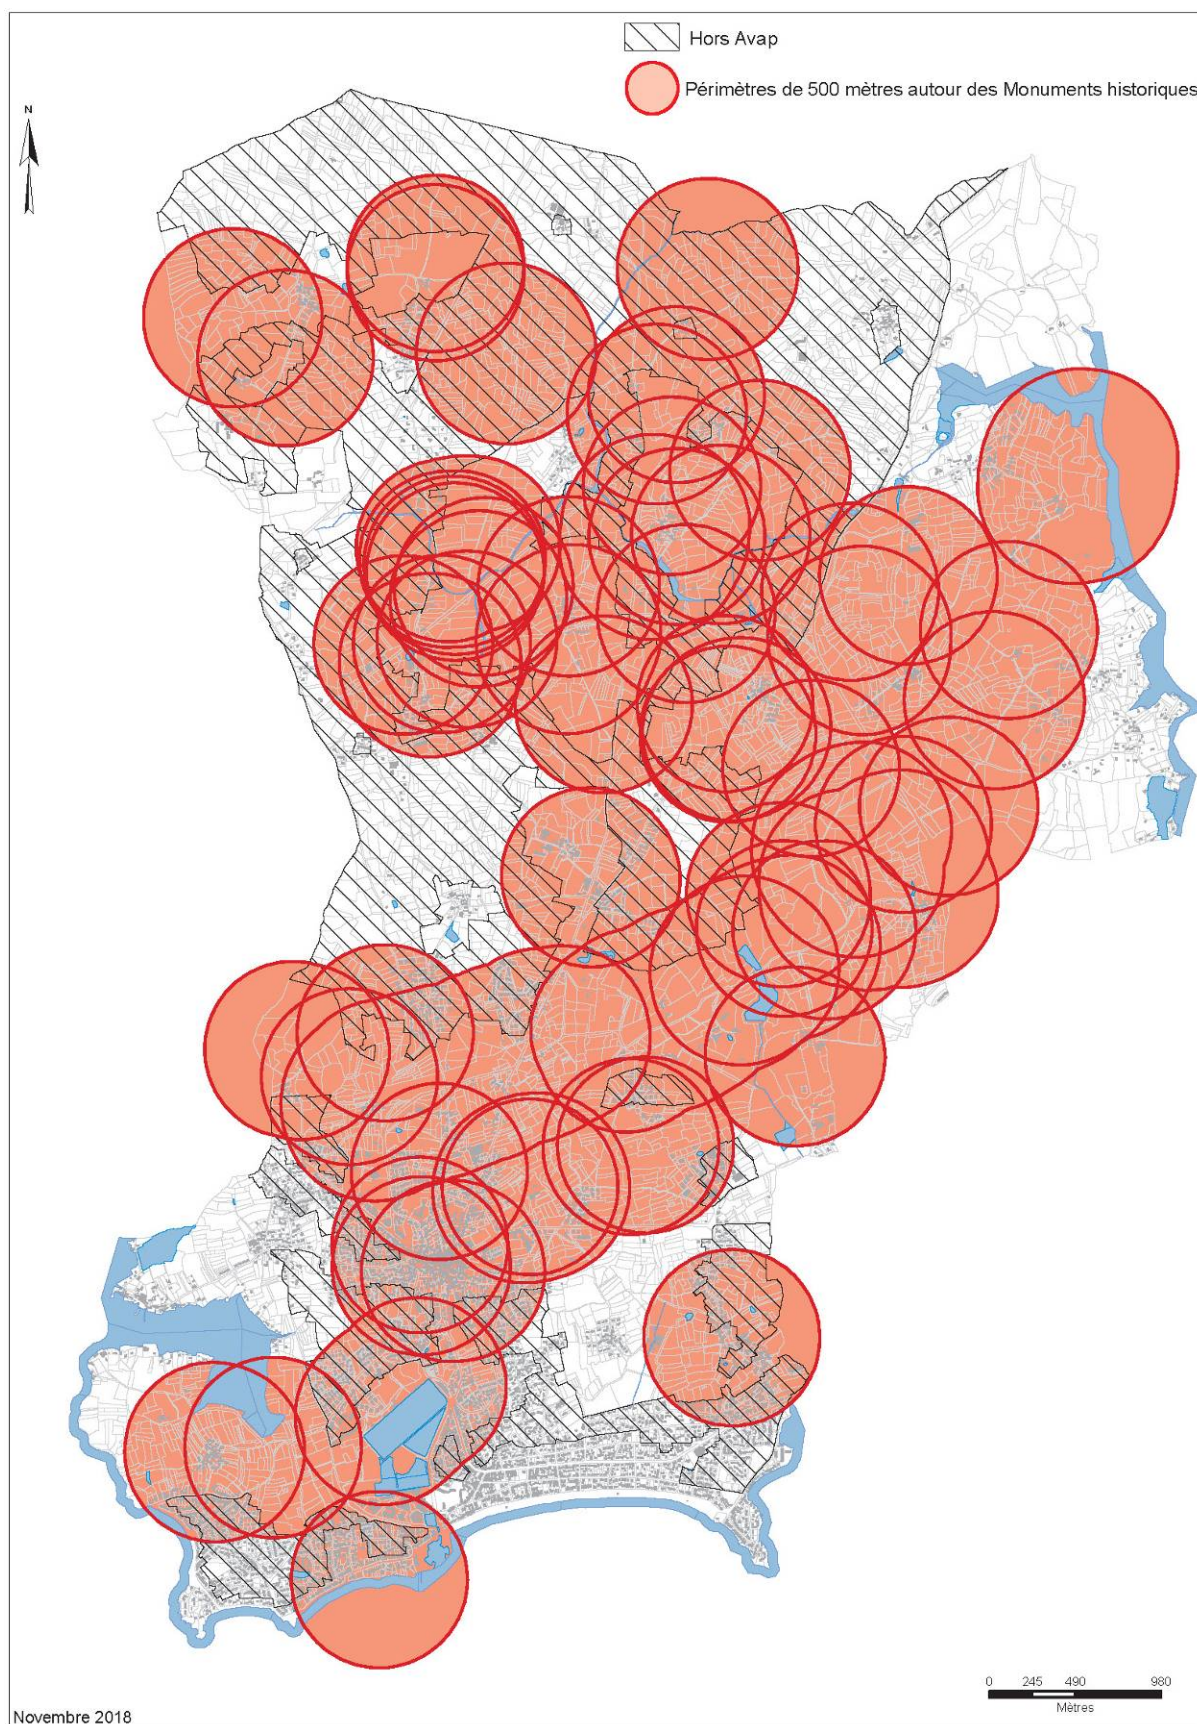 Hors Avap
Périmètres de 500 mètres autour des Monuments historiques
N
0 245 490 980
Mètres
Novembre 2018